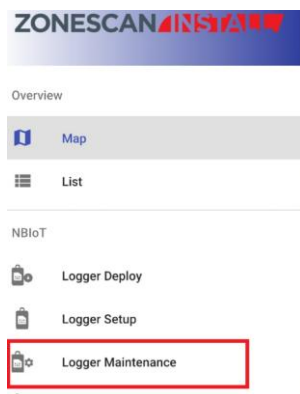 ZONESCAN INSTALL
Overview
Map
List
NBIoT
Logger Deploy
Logger Setup
Logger Maintenance